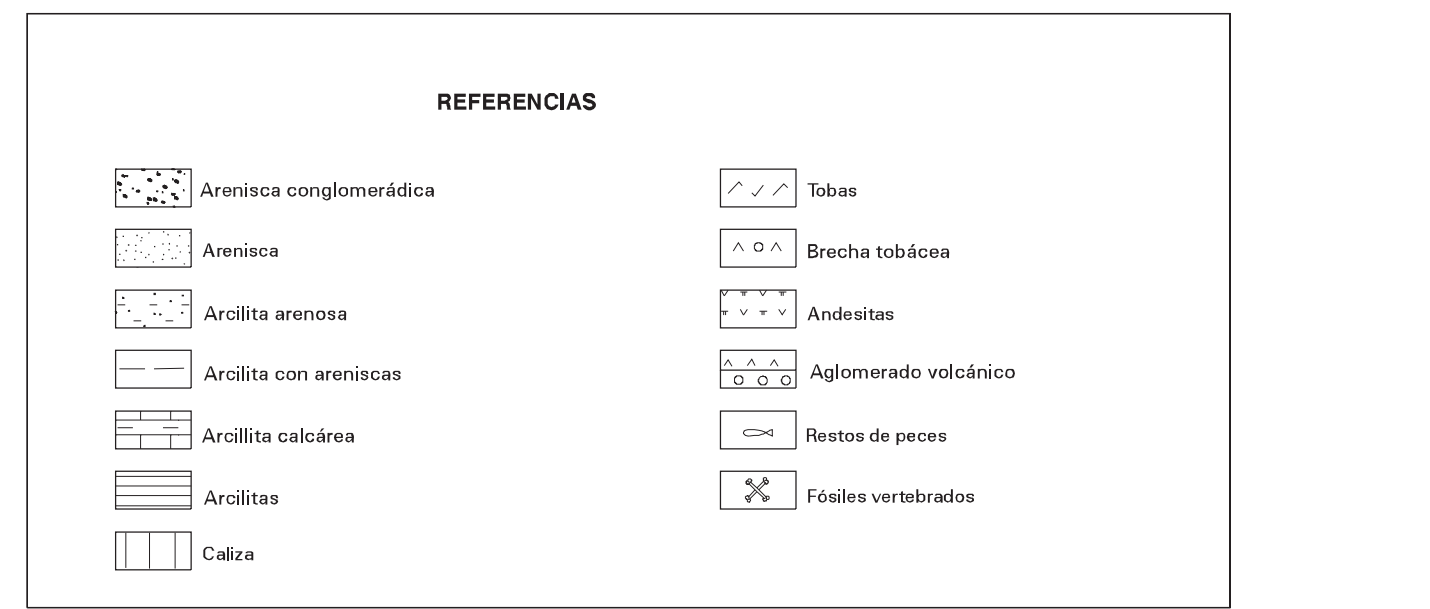 REFERENCIAS
Arenisca conglomerádica
Arenisca
Arcilita arenosa
Arcilita con areniscas
Arcillita calcárea
Arcilitas
Caliza
Tobas
Brecha tobácea
Andesitas
Aglomerado volcánico
Restos de peces
Fósiles vertebrados